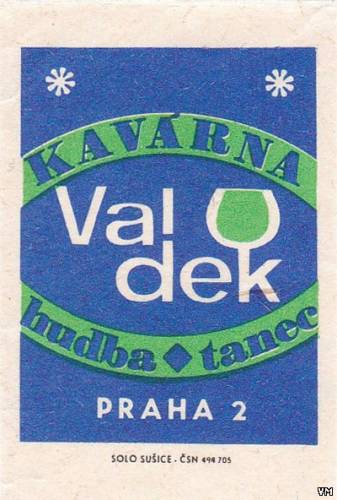 KAVÁRNA
Val
dek
hudba ◆ tanec
PRAHA 2
SOLO SUŠICE - ČSN 494 705
VM